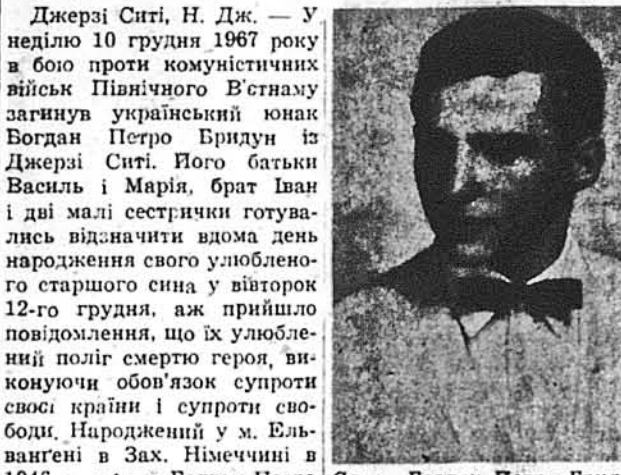 Джерзі Ситі, Н. Дж. — У
неділю 10 грудня 1967 року
в бою проти комуністичних
військ Північного В'єтнаму
загинув український юнак
Богдан Петро Бридун із
Джерзі Ситі. Його батьки
Василь і Марія, брат Іван
і дві малі сестрички готува-
лись відзначити вдома день
народження свого улюблено-
го старшого сина у вівторок
12-го грудня, аж прийшло
повідомлення, що їх улюбле-
ний поліг смертю героя, ви-
конуючи обов'язок супроти
своєї країни і супроти сво-
боди. Народжений у м. Ель-
ванґені в Зах. Німеччині в